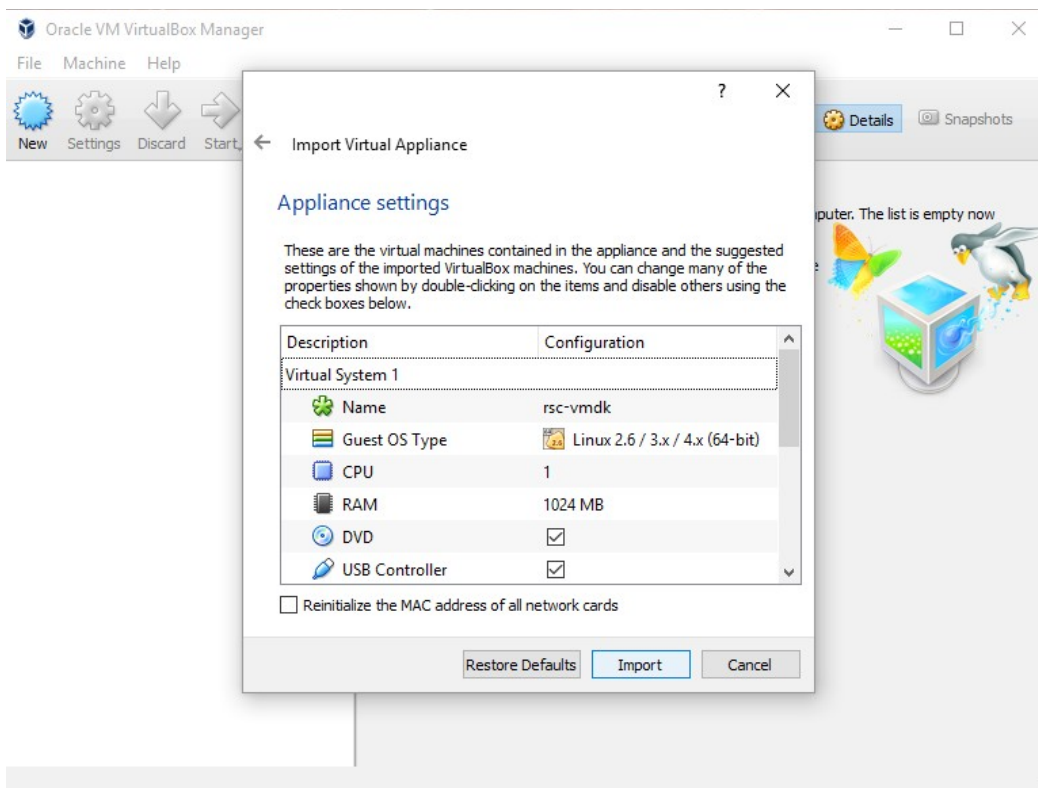 Oracle VM VirtualBox Manager
File Machine Help
New Settings Discard Start
Details Snapshots
? 
Import Virtual Appliance
Appliance settings
These are the virtual machines contained in the appliance and the suggested
settings of the imported VirtualBox machines. You can change many of the
properties shown by double-clicking on the items and disable others using the
check boxes below.
Description Configuration
Virtual System 1
Name rsc-vmdk
Guest OS Type Linux 2.6 / 3.x / 4.x (64-bit)
CPU 1
RAM 1024 MB
DVD
USB Controller
Reinitialize the MAC address of all network cards
Restore Defaults Import Cancel
puter. The list is empty now